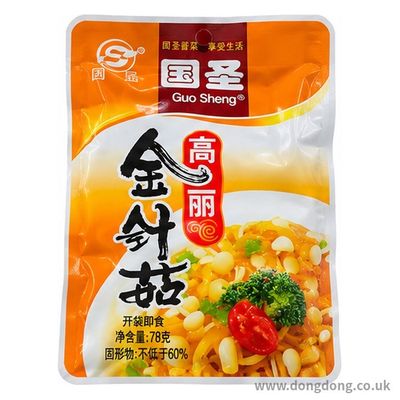 国圣酱菜 享受生活
国圣
Guo Sheng®
国圣
高丽
金针菇
开袋即食
净含量:78克
固形物:不低于60%
www.dongdong.co.uk